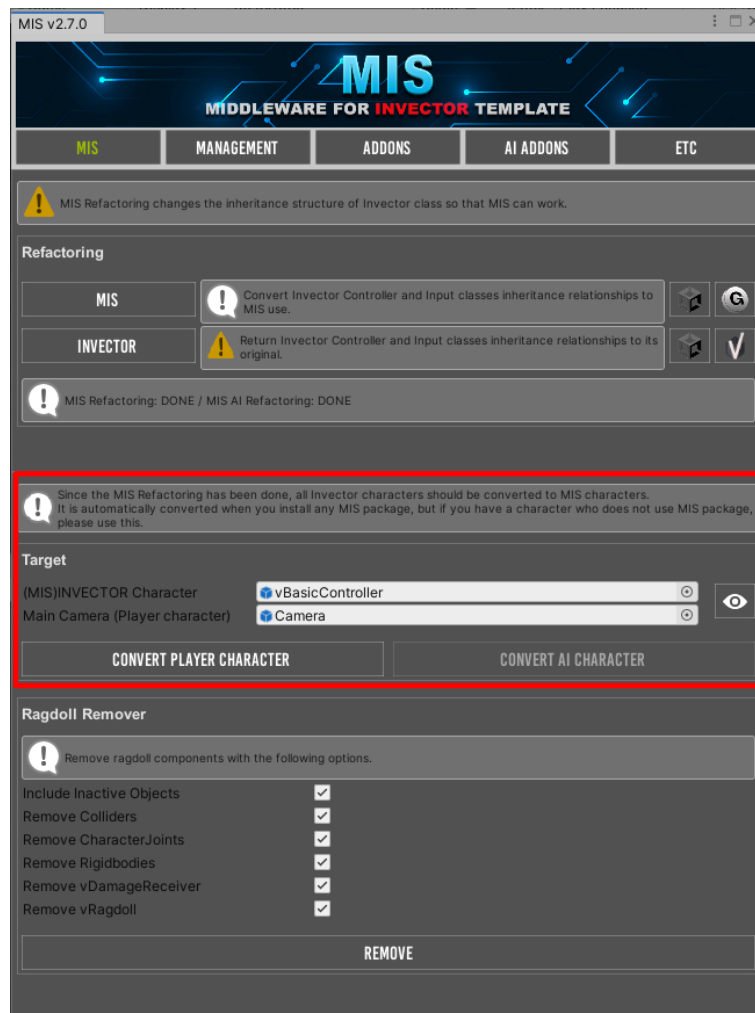 MIS v2.7.0
MIS
MIDDLEWARE FOR INVECTOR TEMPLATE
MIS
MANAGEMENT
ADDONS
AI ADDONS
ETC
MIS Refactoring changes the inheritance structure of Invector class so that MIS can work.
Refactoring
MIS
Convert Invector Controller and Input classes inheritance relationships to
MIS use.
G
INVECTOR
Return Invector Controller and Input classes inheritance relationships to its
original.
V
MIS Refactoring: DONE / MIS AI Refactoring: DONE
Since the MIS Refactoring has been done, all Invector characters should be converted to MIS characters.
It is automatically converted when you install any MIS package, but if you have a character who does not use MIS package,
please use this.
Target
(MIS)INVECTOR Character
vBasicController
Main Camera (Player character)
Camera
CONVERT PLAYER CHARACTER
CONVERT AI CHARACTER
Ragdoll Remover
Remove ragdoll components with the following options.
Include Inactive Objects
Remove Colliders
Remove CharacterJoints
Remove Rigidbodies
Remove vDamageReceiver
Remove vRagdoll
REMOVE